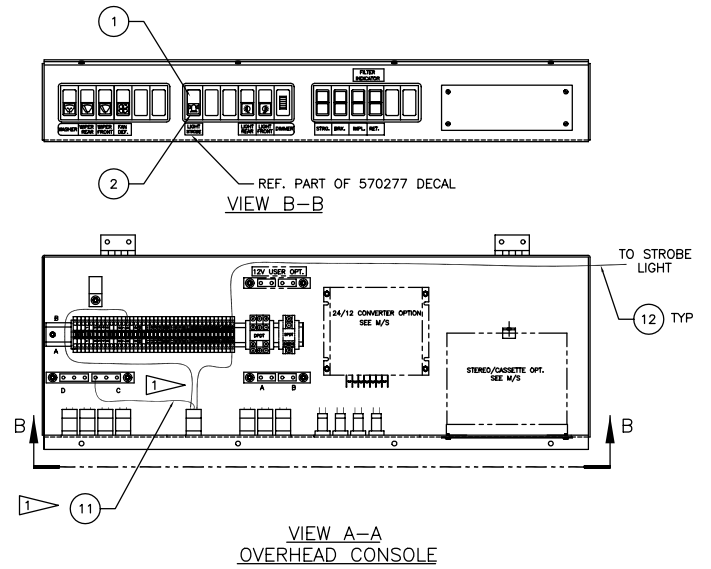 1
FILTER
INDICATOR
WASHER WIPER REAR WIPER FRONT FAN DEF.
LIGHT STROBE LIGHT REAR LIGHT FRONT DIMMER
STRG. BRK. IMPL. RET.
2
REF. PART OF 570277 DECAL
VIEW B-B
TO STROBE
LIGHT
12V USER OPT.
12 TYP
24/12 CONVERTER OPTION
SEE M/S
B
DPDT
A
STEREO/CASSETTE OPT.
SEE M/S
1
D C A B
B B
1 11
VIEW A-A
OVERHEAD CONSOLE